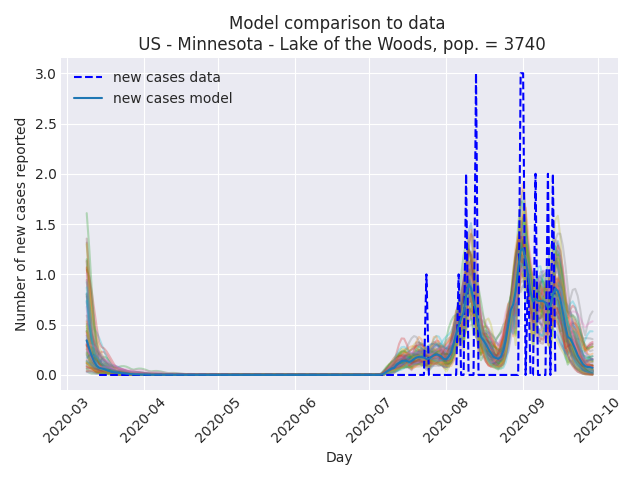 Model comparison to data
US - Minnesota - Lake of the Woods, pop. = 3740
new cases data
new cases model
Number of new cases reported
3.0
2.5
2.0
1.5
1.0
0.5
0.0
2020-03
2020-04
2020-05
2020-06
2020-07
2020-08
2020-09
2020-10
Day